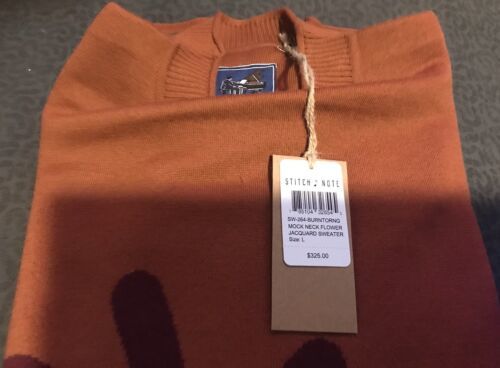 STITCH♪NOTE
SW-264-BURNTORNG
MOCK NECK FLOWER
JACQUARD SWEATER
Size: L
$325.00